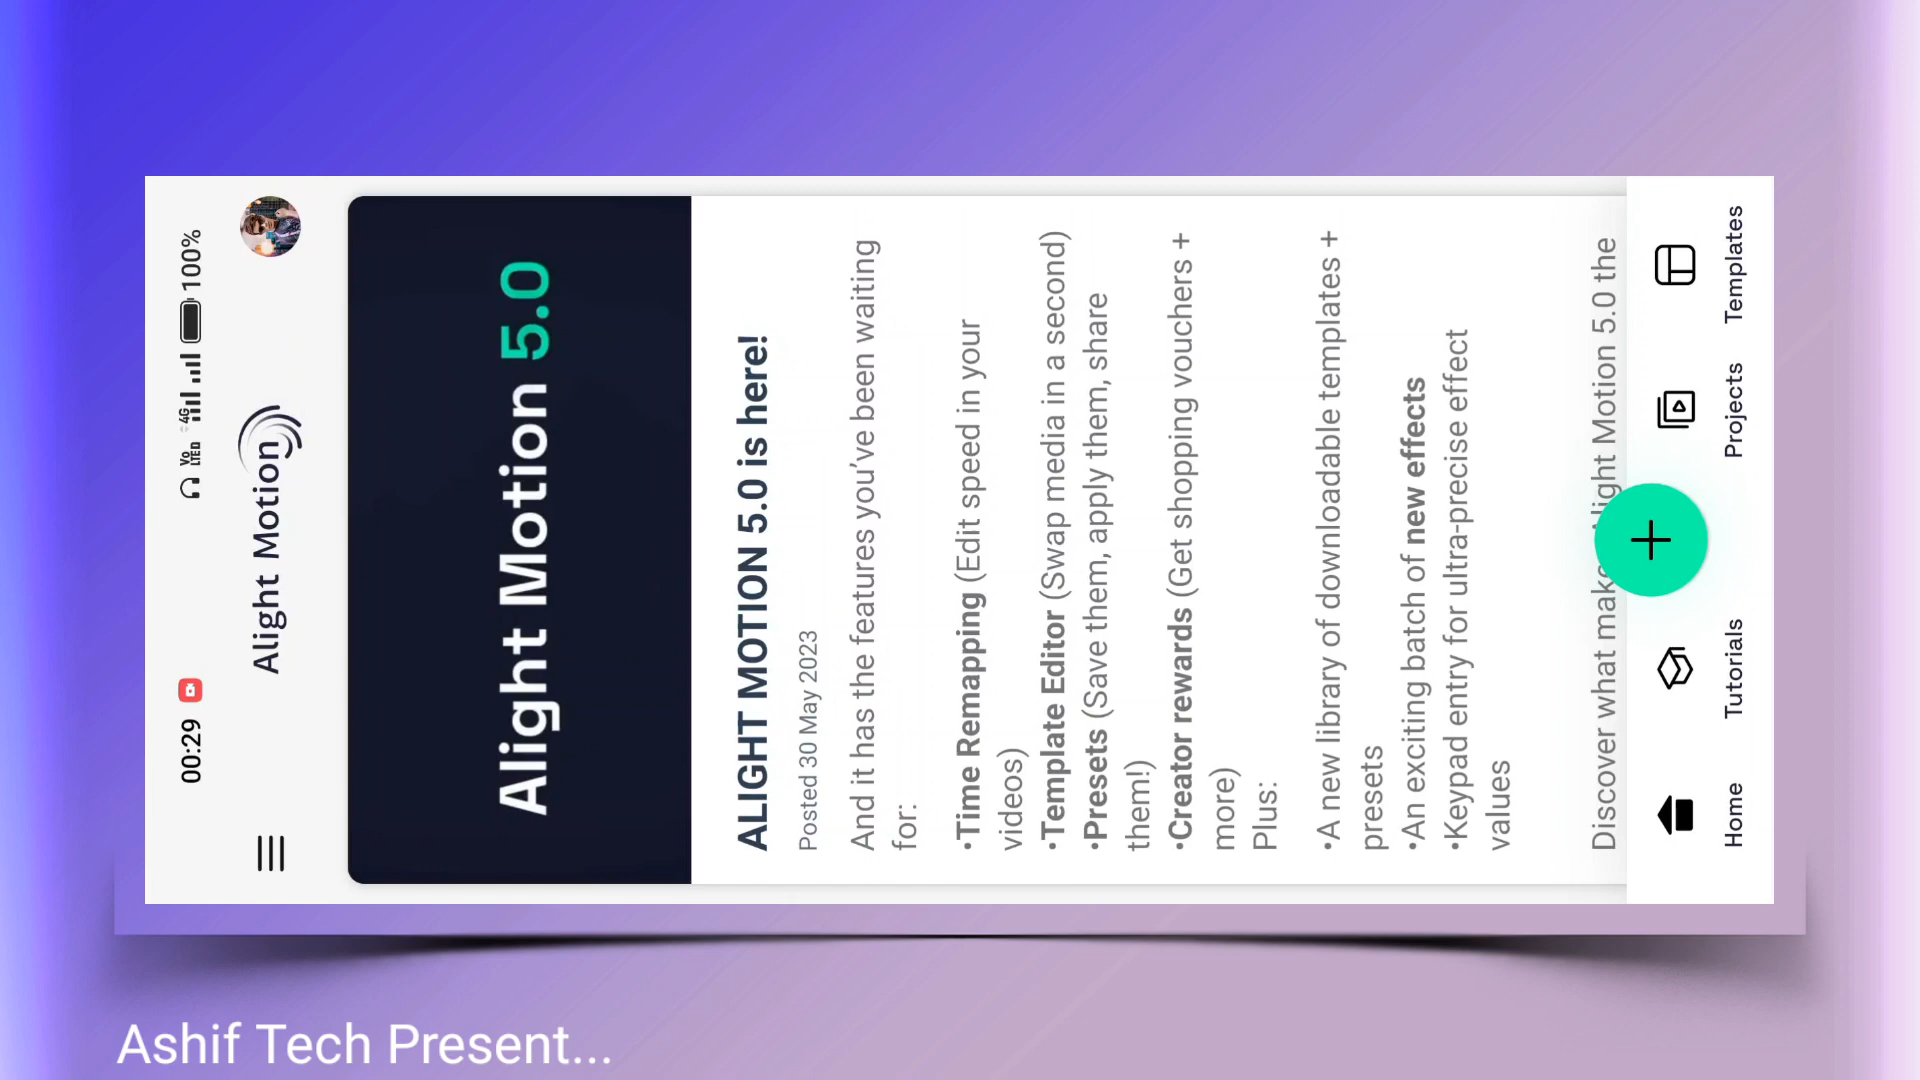 00:29
Vo LTED 4G 100%
Alight Motion
Alight Motion 5.0
ALIGHT MOTION 5.0 is here!
Posted 30 May 2023
And it has the features you've been waiting
for:
•Time Remapping (Edit speed in your
videos)
•Template Editor (Swap media in a second)
•Presets (Save them, apply them, share
them!)
•Creator rewards (Get shopping vouchers +
more)
Plus:
•A new library of downloadable templates +
presets
•An exciting batch of new effects
•Keypad entry for ultra-precise effect
values
Discover what mak Alight Motion 5.0 the
Home
Tutorials
Projects
Templates
Ashif Tech Present...